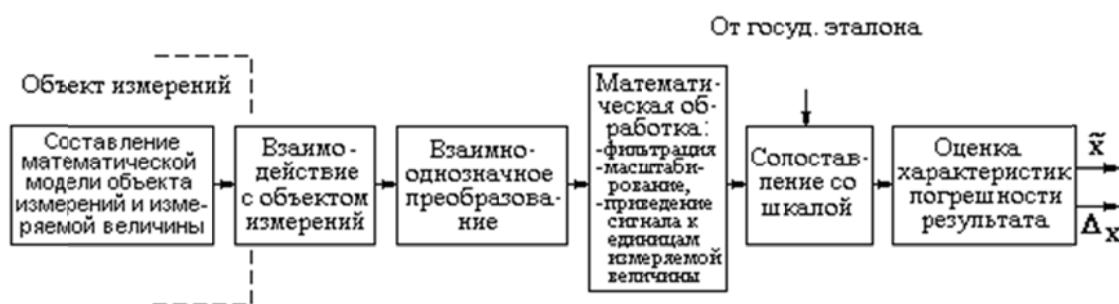 От госуд. эталона
Объект измерений
Составление
математической
модели объекта
измерений и изме-
ряемой величины
Взаимо-
действие
с объектом
измерений
Взаимно-
однозначное
преобразова-
ние
Математи-
ческая об-
работка:
-фильтрация
-масштаби-
рование,
-приведение
сигнала к
единицам
измеряемой
величины
Сопостав-
ление со
шкалой
Оценка
характеристик
погрешности
результата
x̃
Δx